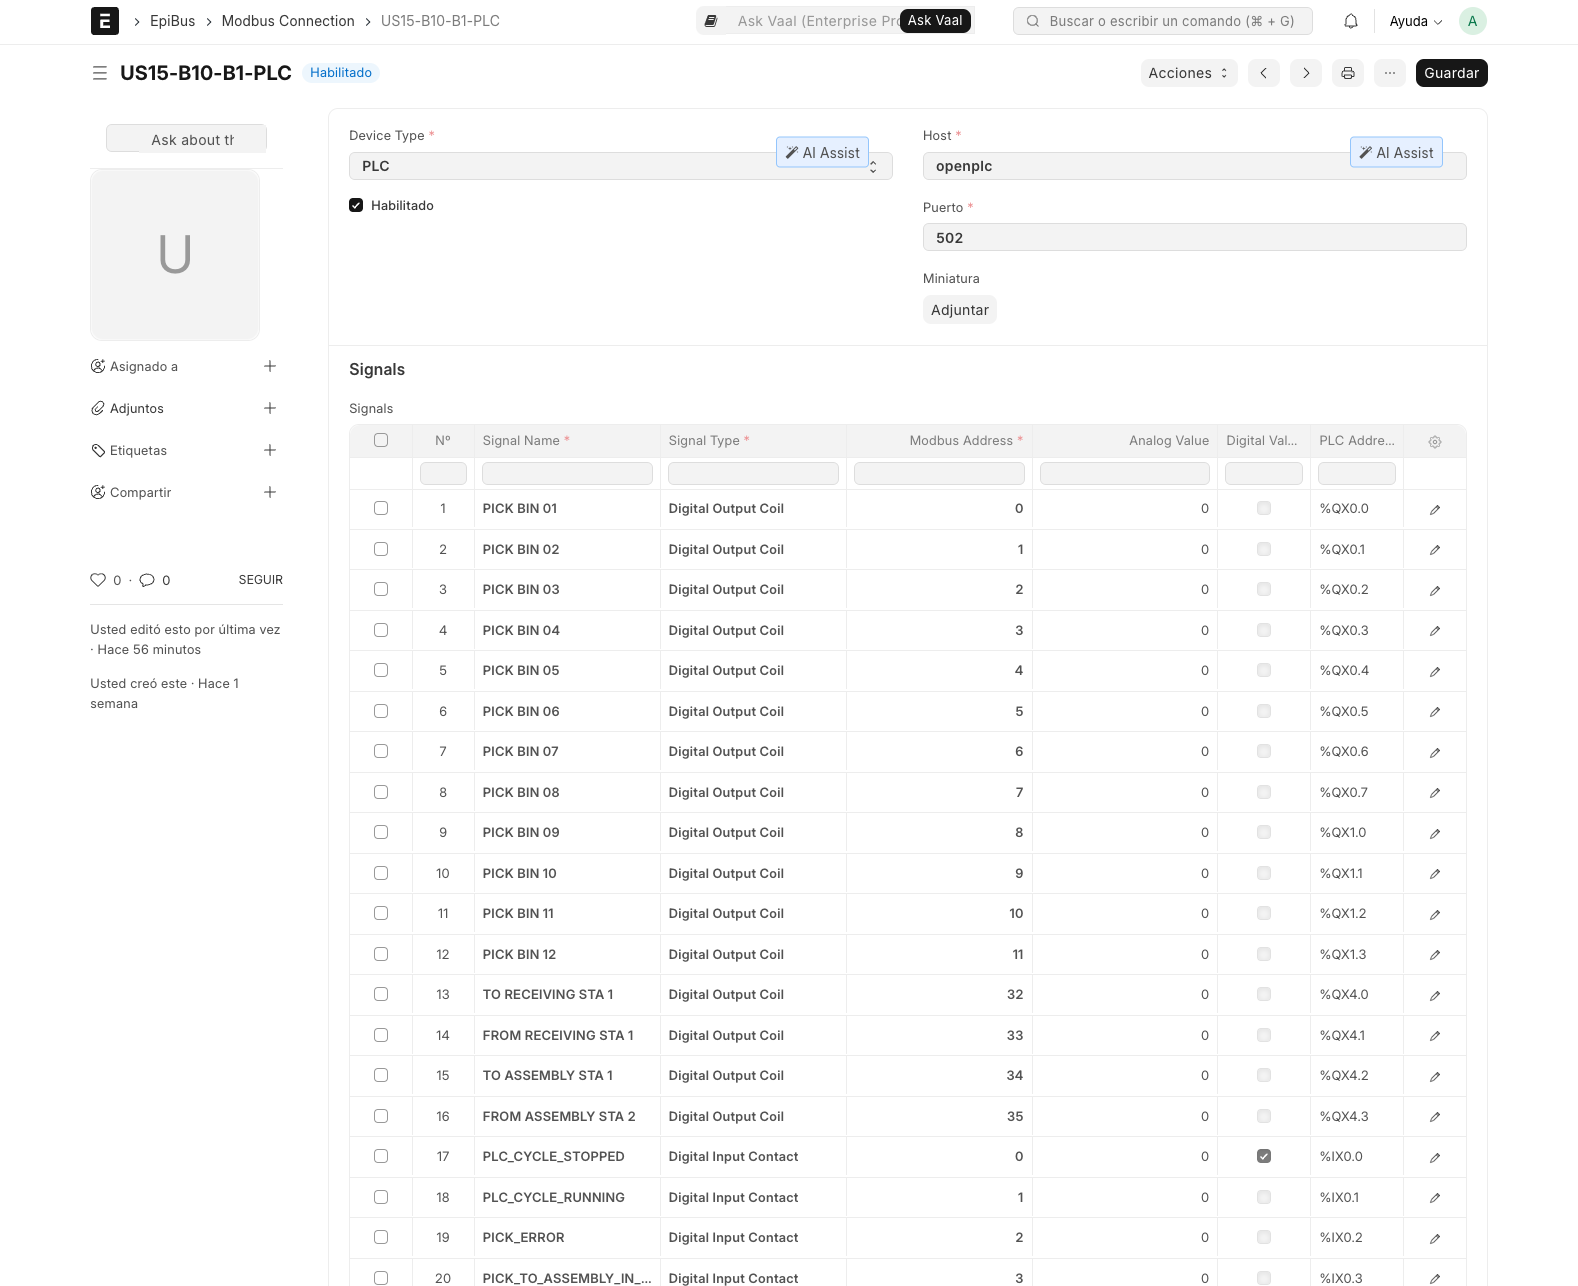 E EpiBus Modbus Connection US15-B10-B1-PLC Ask Vaal (Enterprise Pro Ask Vaal Buscar o escribir un comando (⌘ + G) Ayuda A
US15-B10-B1-PLC Habilitado Acciones ... Guardar
Ask about th
U
Asignado a
Adjuntos
Etiquetas
Compartir
0 · 0 SEGUIR
Usted editó esto por última vez
· Hace 56 minutos
Usted creó este · Hace 1
semana
Device Type *
PLC
AI Assist
Habilitado
Host *
openplc
AI Assist
Puerto *
502
Miniatura
Adjuntar
Signals
Signals
Nº Signal Name * Signal Type * Modbus Address * Analog Value Digital Val... PLC Addre...
1 PICK BIN 01 Digital Output Coil 0 0 %QX0.0
2 PICK BIN 02 Digital Output Coil 1 0 %QX0.1
3 PICK BIN 03 Digital Output Coil 2 0 %QX0.2
4 PICK BIN 04 Digital Output Coil 3 0 %QX0.3
5 PICK BIN 05 Digital Output Coil 4 0 %QX0.4
6 PICK BIN 06 Digital Output Coil 5 0 %QX0.5
7 PICK BIN 07 Digital Output Coil 6 0 %QX0.6
8 PICK BIN 08 Digital Output Coil 7 0 %QX0.7
9 PICK BIN 09 Digital Output Coil 8 0 %QX1.0
10 PICK BIN 10 Digital Output Coil 9 0 %QX1.1
11 PICK BIN 11 Digital Output Coil 10 0 %QX1.2
12 PICK BIN 12 Digital Output Coil 11 0 %QX1.3
13 TO RECEIVING STA 1 Digital Output Coil 32 0 %QX4.0
14 FROM RECEIVING STA 1 Digital Output Coil 33 0 %QX4.1
15 TO ASSEMBLY STA 1 Digital Output Coil 34 0 %QX4.2
16 FROM ASSEMBLY STA 2 Digital Output Coil 35 0 %QX4.3
17 PLC_CYCLE_STOPPED Digital Input Contact 0 0 %IX0.0
18 PLC_CYCLE_RUNNING Digital Input Contact 1 0 %IX0.1
19 PICK_ERROR Digital Input Contact 2 0 %IX0.2
20 PICK_TO_ASSEMBLY_IN_... Digital Input Contact 3 0 %IX0.3